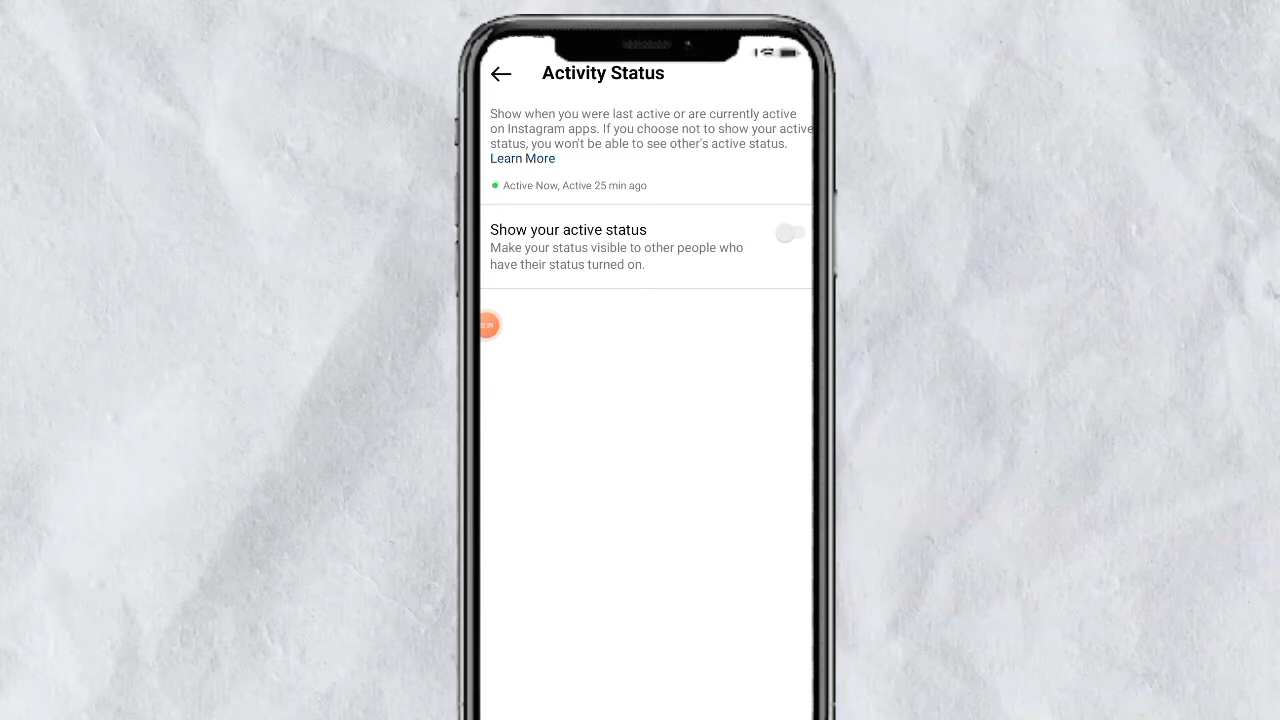 Activity Status
Show when you were last active or are currently active
on Instagram apps. If you choose not to show your active
status, you won't be able to see other's active status.
Learn More
Active Now, Active 25 min ago
Show your active status
Make your status visible to other people who
have their status turned on.